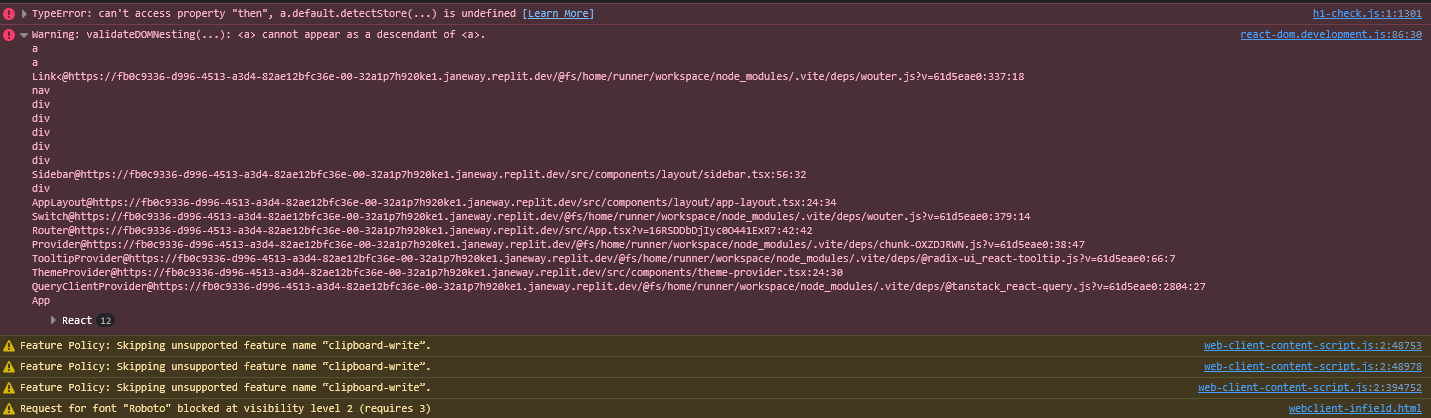 TypeError: can't access property "then", a.default.detectStore(...) is undefined [Learn More] h1-check.js:1:1301
Warning: validateDOMNesting(...): <a> cannot appear as a descendant of <a>. react-dom.development.js:86:30
a
a
Link<@https://fb0c9336-d996-4513-a3d4-82ae12bfc36e-00-32a1p7h920ke1.janeway.replit.dev/@fs/home/runner/workspace/node_modules/.vite/deps/wouter.js?v=61d5eae0:337:18
nav
div
div
div
div
div
Sidebar@https://fb0c9336-d996-4513-a3d4-82ae12bfc36e-00-32a1p7h920ke1.janeway.replit.dev/src/components/layout/sidebar.tsx:56:32
div
AppLayout@https://fb0c9336-d996-4513-a3d4-82ae12bfc36e-00-32a1p7h920ke1.janeway.replit.dev/src/components/layout/app-layout.tsx:24:34
Switch@https://fb0c9336-d996-4513-a3d4-82ae12bfc36e-00-32a1p7h920ke1.janeway.replit.dev/@fs/home/runner/workspace/node_modules/.vite/deps/wouter.js?v=61d5eae0:379:14
Router@https://fb0c9336-d996-4513-a3d4-82ae12bfc36e-00-32a1p7h920ke1.janeway.replit.dev/src/App.tsx?v=16RSDDbDjIyc0O441ExR7:42:42
Provider@https://fb0c9336-d996-4513-a3d4-82ae12bfc36e-00-32a1p7h920ke1.janeway.replit.dev/@fs/home/runner/workspace/node_modules/.vite/deps/chunk-OXZDJRWN.js?v=61d5eae0:38:47
TooltipProvider@https://fb0c9336-d996-4513-a3d4-82ae12bfc36e-00-32a1p7h920ke1.janeway.replit.dev/@fs/home/runner/workspace/node_modules/.vite/deps/@radix-ui_react-tooltip.js?v=61d5eae0:66:7
ThemeProvider@https://fb0c9336-d996-4513-a3d4-82ae12bfc36e-00-32a1p7h920ke1.janeway.replit.dev/src/components/theme-provider.tsx:24:30
QueryClientProvider@https://fb0c9336-d996-4513-a3d4-82ae12bfc36e-00-32a1p7h920ke1.janeway.replit.dev/@fs/home/runner/workspace/node_modules/.vite/deps/@tanstack_react-query.js?v=61d5eae0:2804:27
App
React 12
Feature Policy: Skipping unsupported feature name “clipboard-write”. web-client-content-script.js:2:48753
Feature Policy: Skipping unsupported feature name “clipboard-write”. web-client-content-script.js:2:48978
Feature Policy: Skipping unsupported feature name “clipboard-write”. web-client-content-script.js:2:394752
Request for font "Roboto" blocked at visibility level 2 (requires 3) webclient-infield.html